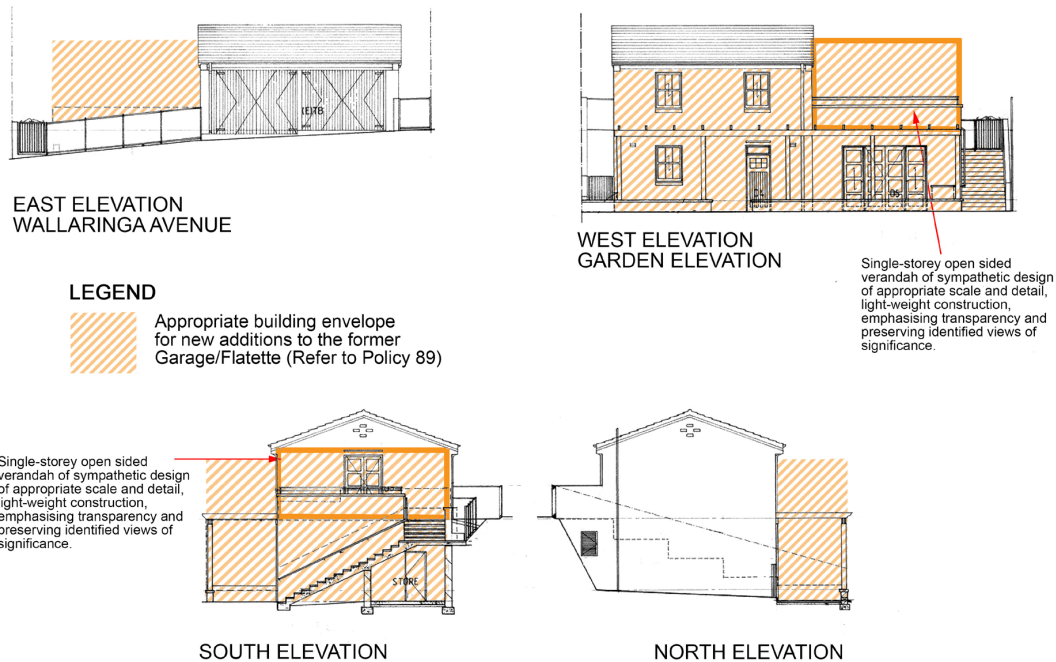 (E)TB
EAST ELEVATION
WALLARINGA AVENUE
D4
D5
WEST ELEVATION
GARDEN ELEVATION
Single-storey open sided
verandah of sympathetic design
of appropriate scale and detail,
light-weight construction,
emphasising transparency and
preserving identified views of
significance.
LEGEND
Appropriate building envelope
for new additions to the former
Garage/Flatette (Refer to Policy 89)
Single-storey open sided
verandah of sympathetic design
of appropriate scale and detail,
light-weight construction,
emphasising transparency and
preserving identified views of
significance.
STORE
SOUTH ELEVATION
NORTH ELEVATION